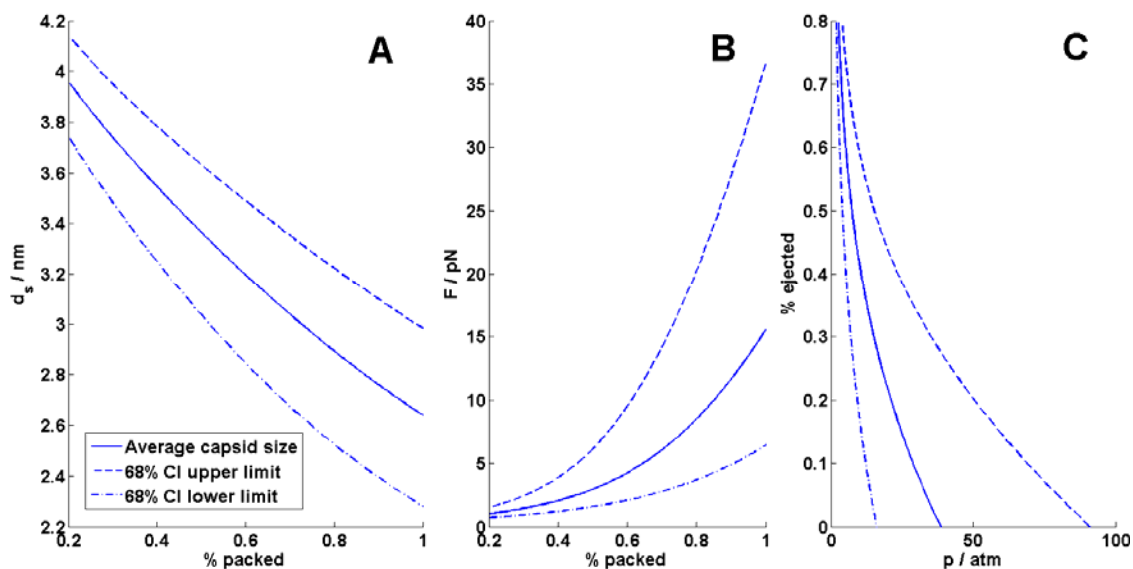 A
4.2
4
3.8
3.6
3.4
3.2
3
2.8
2.6
2.4
2.2
d_s / nm
0.2 0.4 0.6 0.8 1
% packed
Average capsid size
68% CI upper limit
68% CI lower limit
B
40
35
30
25
20
15
10
5
0
F / pN
0.2 0.4 0.6 0.8 1
% packed
C
0.8
0.7
0.6
0.5
0.4
0.3
0.2
0.1
0
% ejected
0 50 100
p / atm